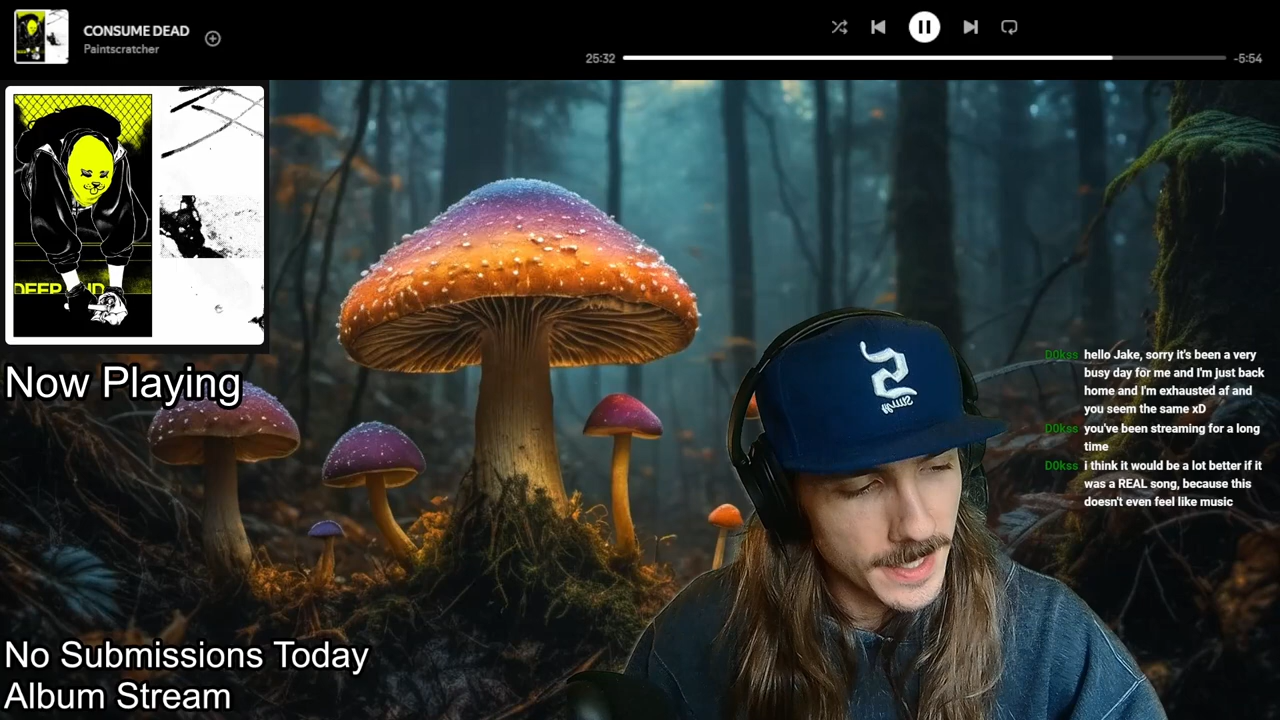 CONSUME DEAD
Paintscratcher
25:32
-5:54
Now Playing
D0kss hello Jake, sorry it's been a very
busy day for me and I'm just back
home and I'm exhausted af and
you seem the same xD
D0kss you've been streaming for a long
time
D0kss i think it would be a lot better if it
was a REAL song, because this
doesn't even feel like music
No Submissions Today
Album Stream